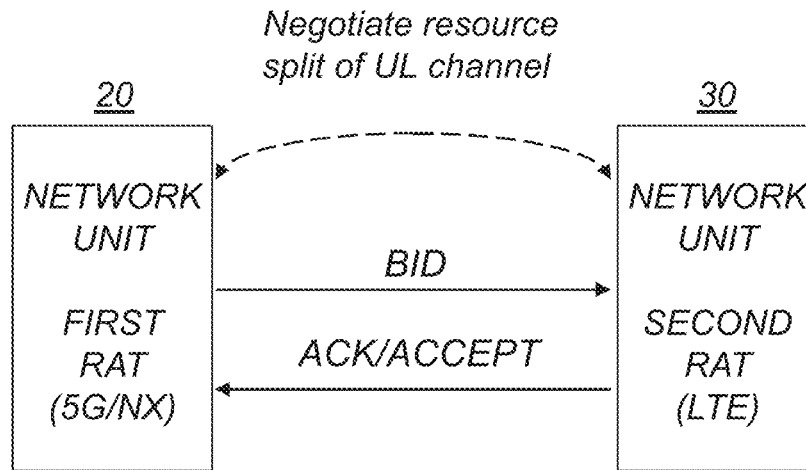 Negotiate resource
split of UL channel
20
30
NETWORK
UNIT
FIRST
RAT
(5G/NX)
BID
ACK/ACCEPT
NETWORK
UNIT
SECOND
RAT
(LTE)